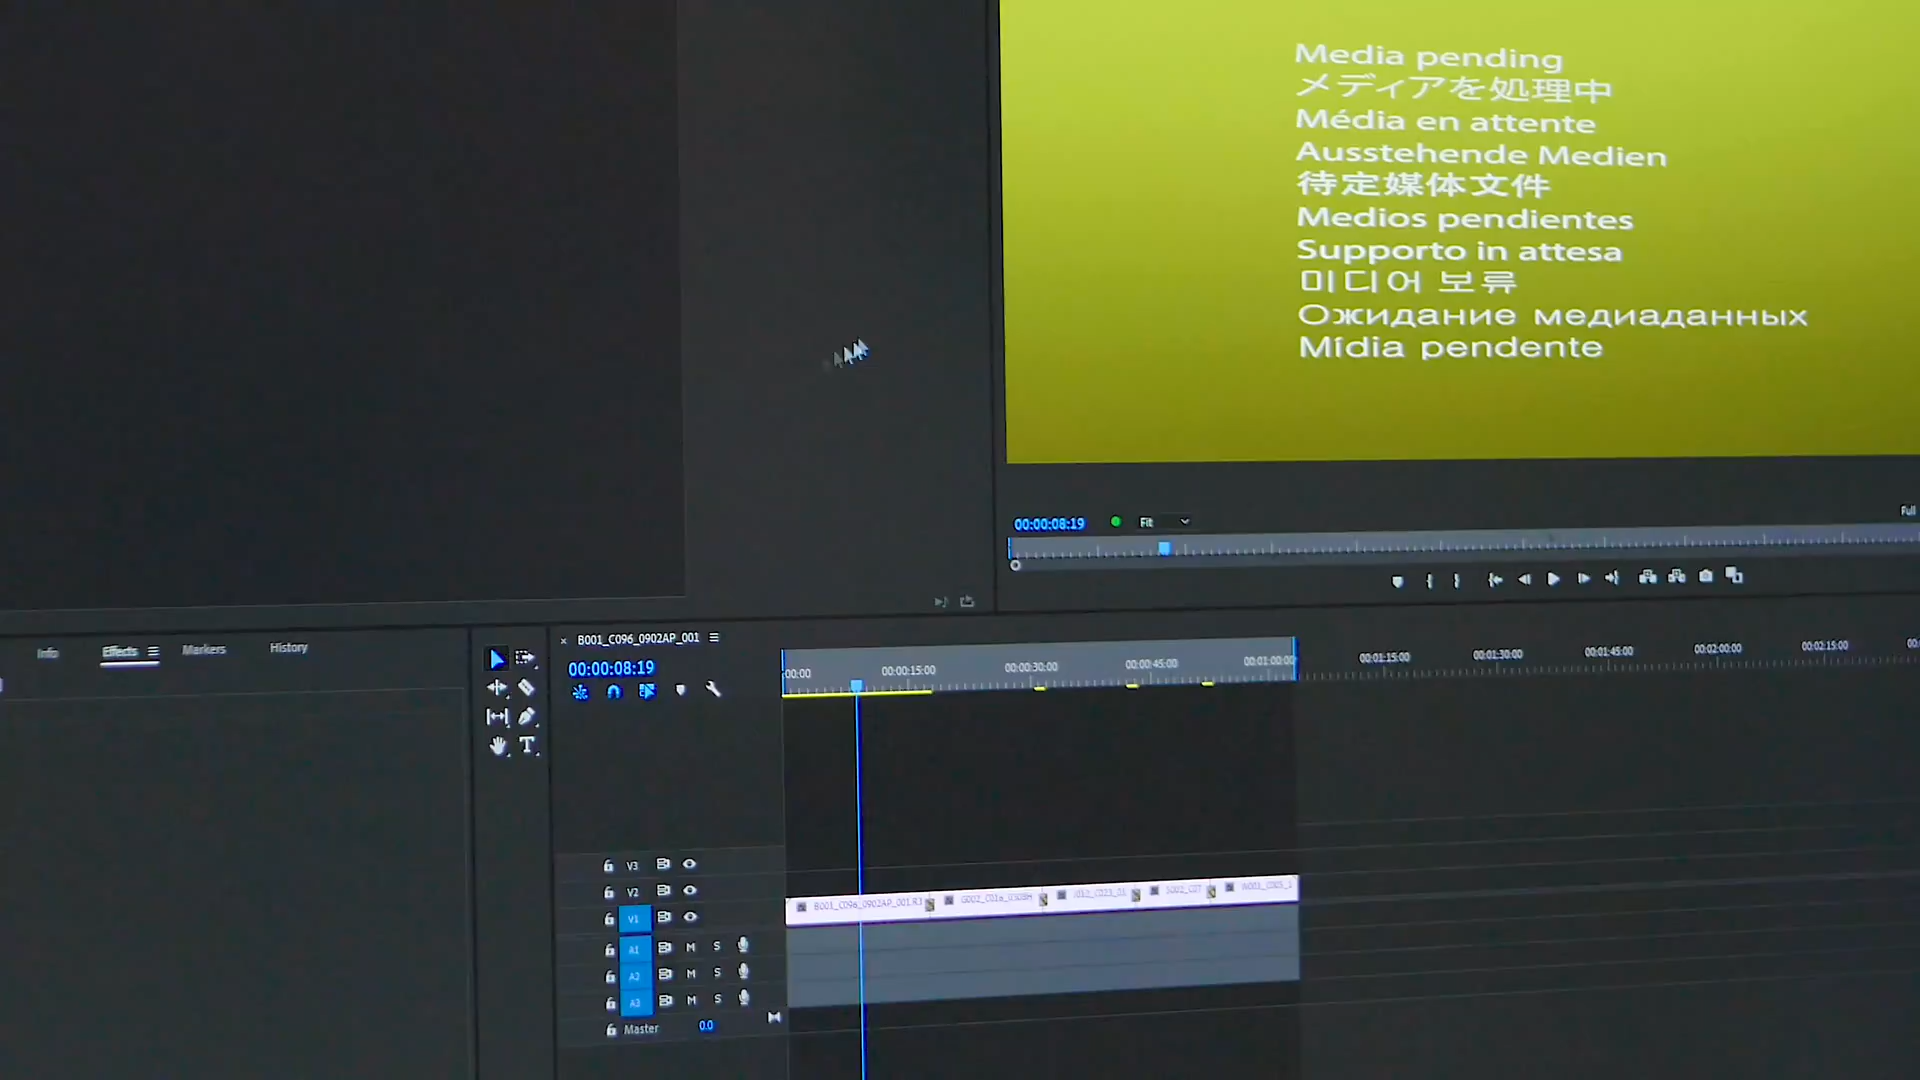 Media pending
メディアを処理中
Média en attente
Ausstehende Medien
待定媒体文件
Medios pendientes
Supporto in attesa
미디어 보류
Ожидание медиаданных
Mídia pendente
00:00:08:19
Fit
Full
Info
Effects
Markers
History
B001_C096_0902AP_001
00:00:08:19
:00:00
00:00:15:00
00:00:30:00
00:00:45:00
00:01:00:00
00:01:15:00
00:01:30:00
00:01:45:00
00:02:00:00
00:02:15:00
T
V3
V2
V1
B001_C096_0902AP_001.R3
A1 M S
A2 M S
A3 M S
Master 0.0